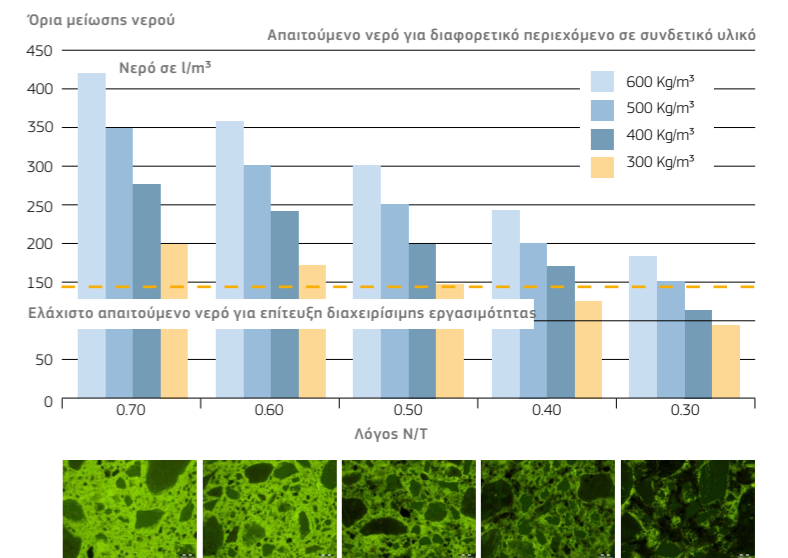 Όρια μείωσης νερού
Απαιτούμενο νερό για διαφορετικό περιεχόμενο σε συνδετικό υλικό
450
Νερό σε l/m³
400
350
300
250
200
150
50
0
600 Kg/m³
500 Kg/m³
400 Kg/m³
300 Kg/m³
Ελάχιστο απαιτούμενο νερό για επίτευξη διαχειρίσιμης εργασιμότητας
0.70 0.60 0.50 0.40 0.30
Λόγος Ν/Τ